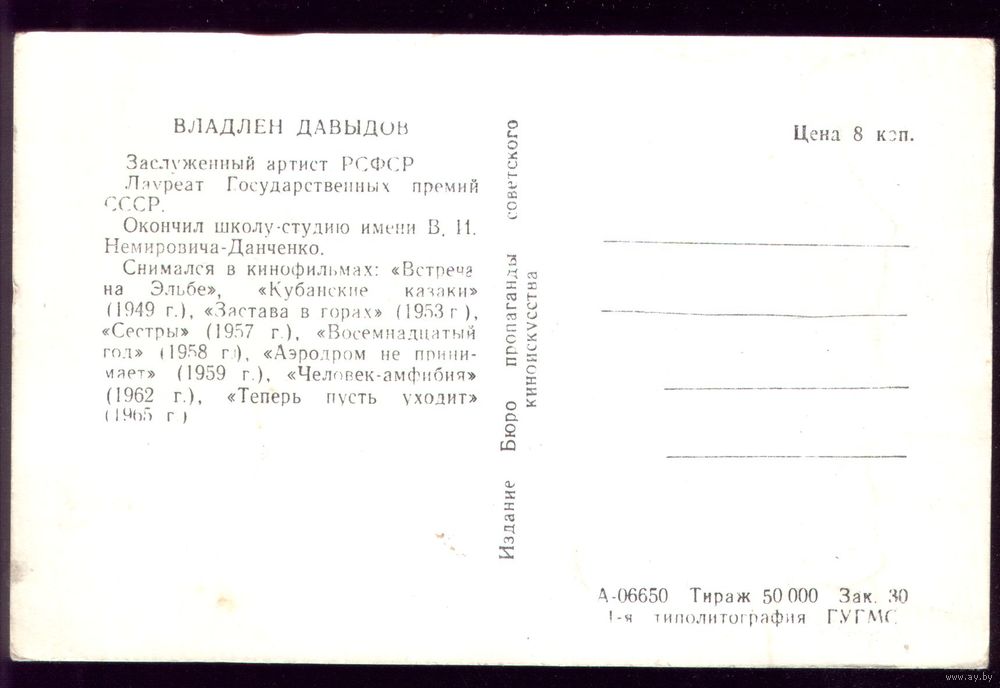 ВЛАДЛЕН ДАВЫДОВ
Заслуженный артист РСФСР
Лауреат Государственных премий
СССР.
Окончил школу-студию имени В. И.
Немировича-Данченко.
Снимался в кинофильмах: «Встреча
на Эльбе», «Кубанские казаки»
(1949 г.), «Застава в горах» (1953 г ),
«Сестры» (1957 г.), «Восемнадцатый
год» (1958 г.), «Аэродром не прини-
мает» (1959 г.), «Человек-амфибия»
(1962 г.), «Теперь пусть уходит»
(1965 г )
Издание Бюро пропаганды советского
киноискусства
Цена 8 коп.
А-06650 Тираж 50 000 Зак. 30
1-я типолитография ГУГМС
www.ay.by